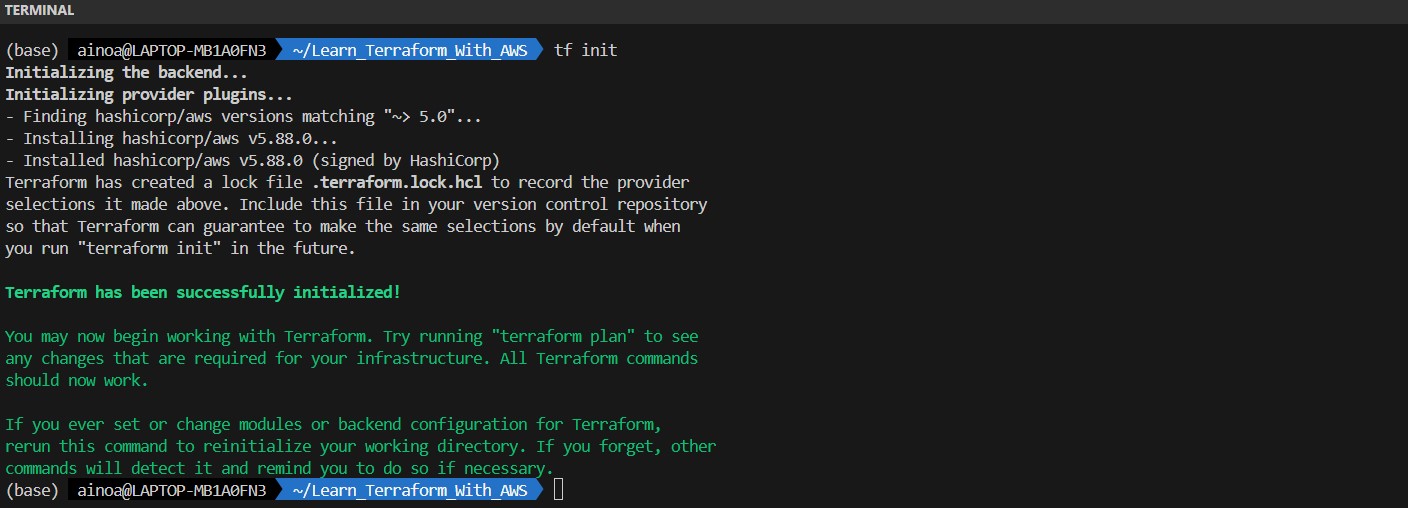 TERMINAL
(base) ainoa@LAPTOP-MB1A0FN3 ~/Learn_Terraform_With_AWS tf init
Initializing the backend...
Initializing provider plugins...
- Finding hashicorp/aws versions matching "~> 5.0"...
- Installing hashicorp/aws v5.88.0...
- Installed hashicorp/aws v5.88.0 (signed by HashiCorp)
Terraform has created a lock file .terraform.lock.hcl to record the provider
selections it made above. Include this file in your version control repository
so that Terraform can guarantee to make the same selections by default when
you run "terraform init" in the future.
Terraform has been successfully initialized!
You may now begin working with Terraform. Try running "terraform plan" to see
any changes that are required for your infrastructure. All Terraform commands
should now work.
If you ever set or change modules or backend configuration for Terraform,
rerun this command to reinitialize your working directory. If you forget, other
commands will detect it and remind you to do so if necessary.
(base) ainoa@LAPTOP-MB1A0FN3 ~/Learn_Terraform_With_AWS